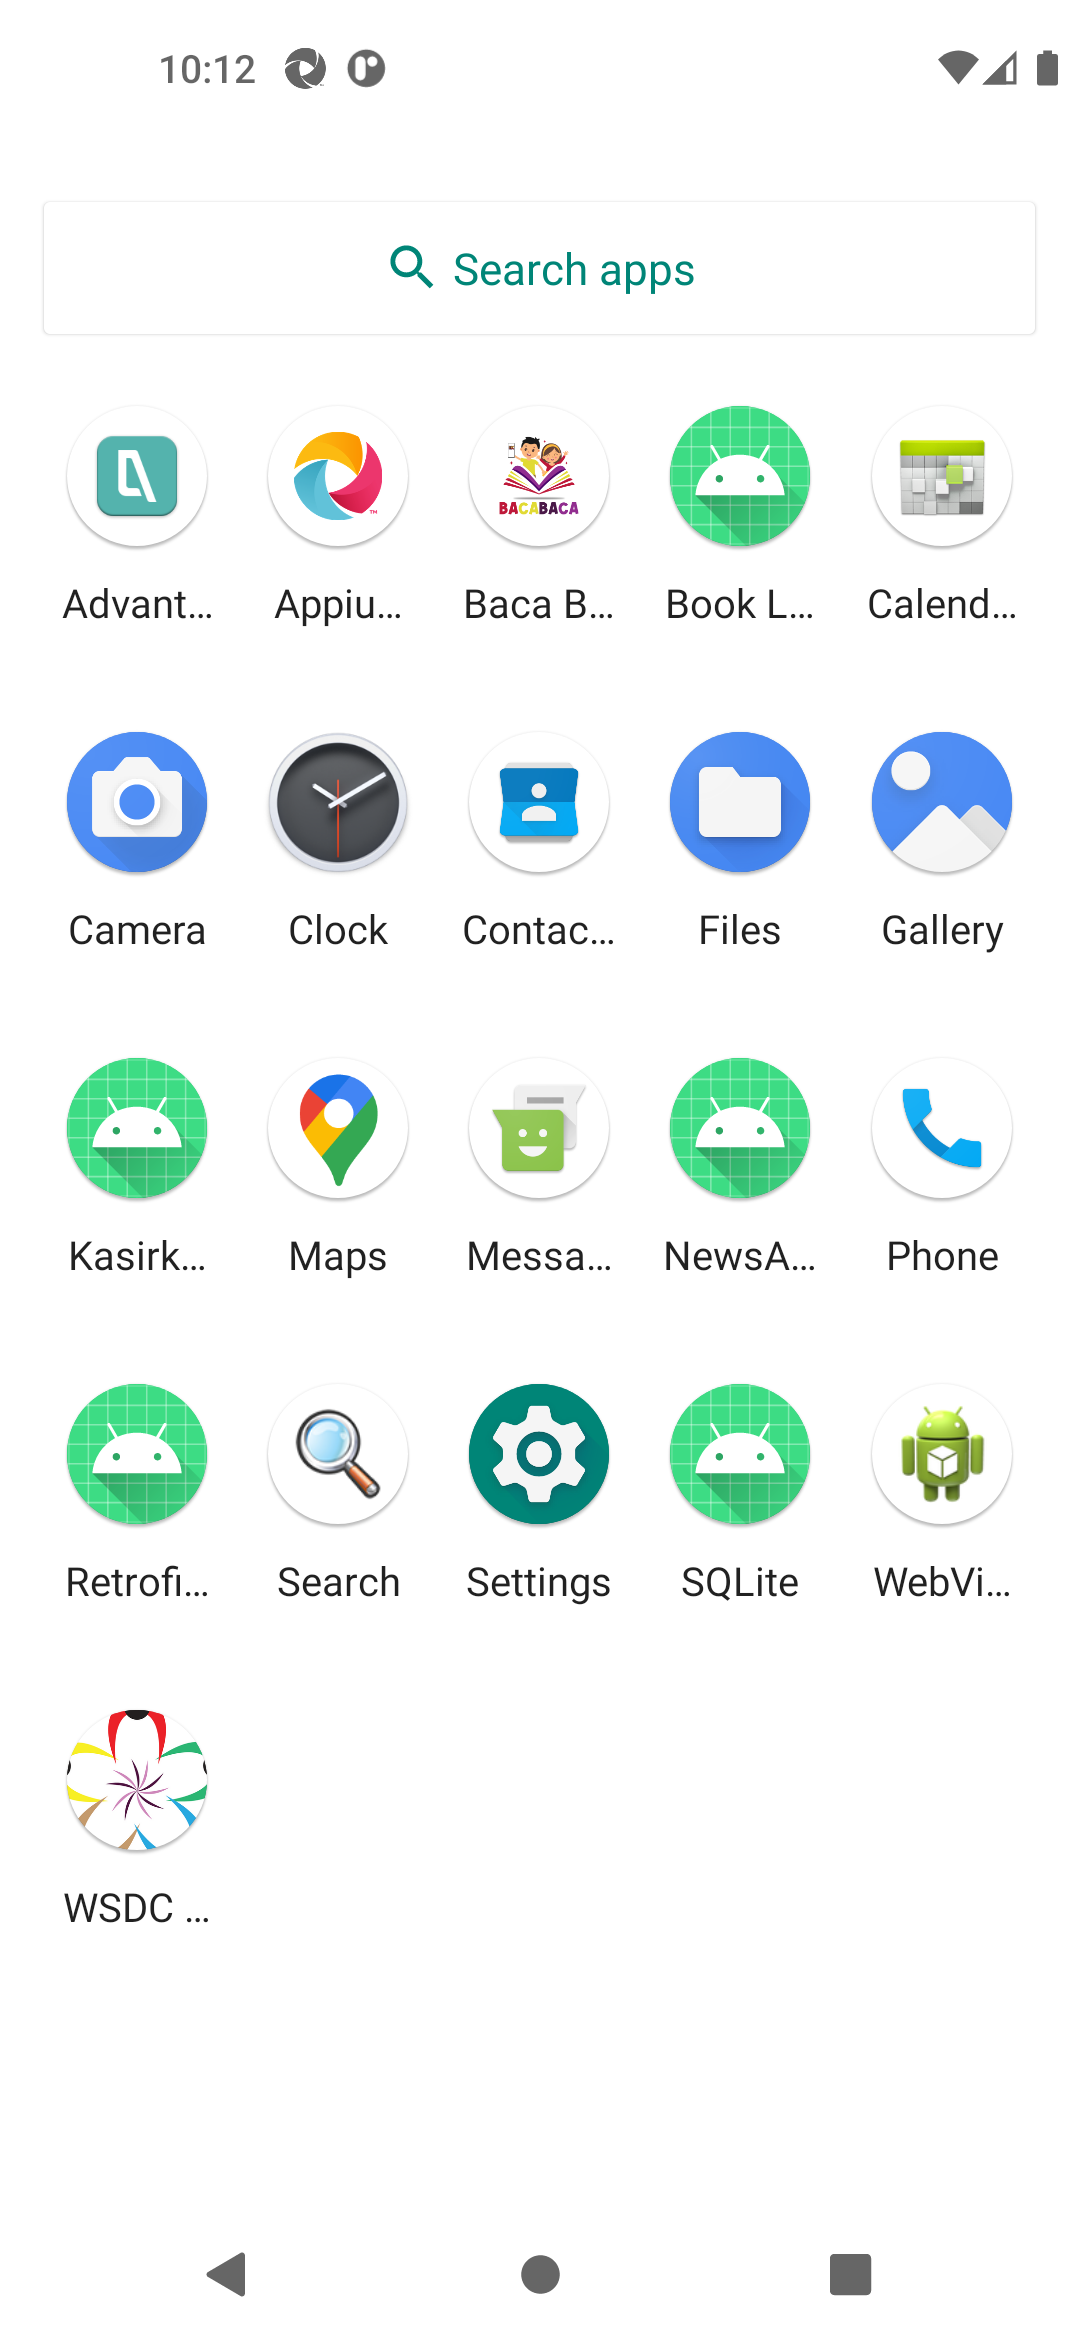 10:12
Search apps
BACABACA
Advant… Appiu… Baca B… Book L… Calend…
Camera Clock Contac… Files Gallery
Kasirk… Maps Messa… NewsA… Phone
Retrofi… Search Settings SQLite WebVi…
WSDC …